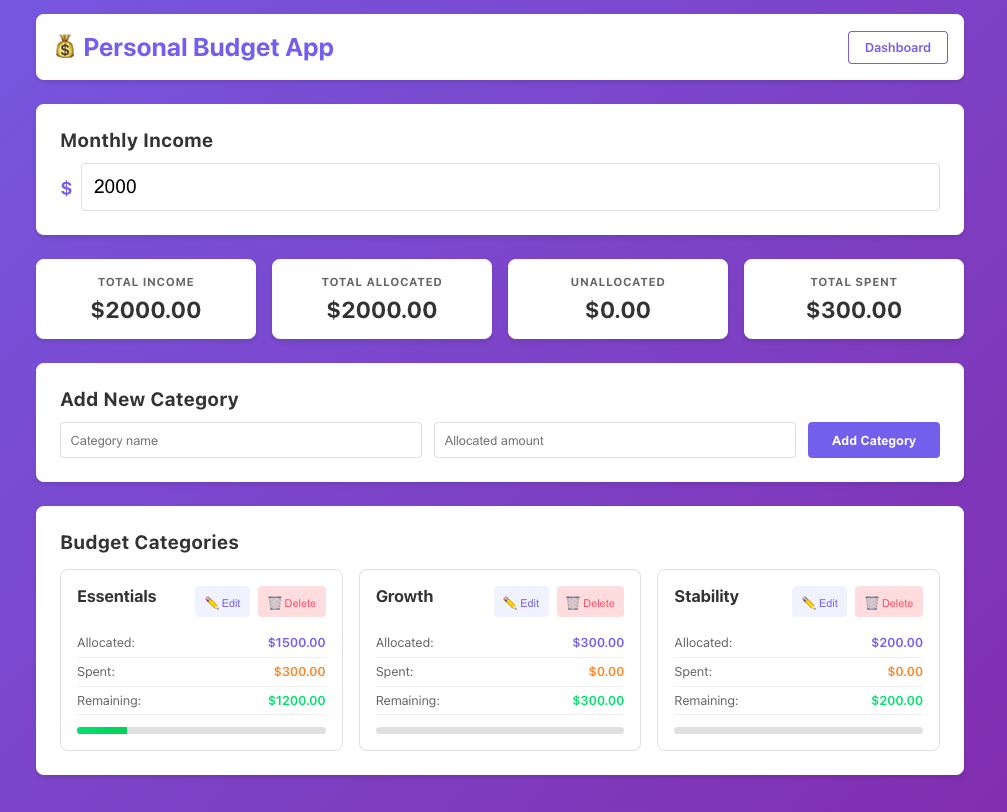 💰 Personal Budget App
Dashboard
Monthly Income
$ 2000
TOTAL INCOME
$2000.00
TOTAL ALLOCATED
$2000.00
UNALLOCATED
$0.00
TOTAL SPENT
$300.00
Add New Category
Category name
Allocated amount
Add Category
Budget Categories
Essentials
✏️ Edit
🗑️ Delete
Allocated: $1500.00
Spent: $300.00
Remaining: $1200.00
Growth
✏️ Edit
🗑️ Delete
Allocated: $300.00
Spent: $0.00
Remaining: $300.00
Stability
✏️ Edit
🗑️ Delete
Allocated: $200.00
Spent: $0.00
Remaining: $200.00